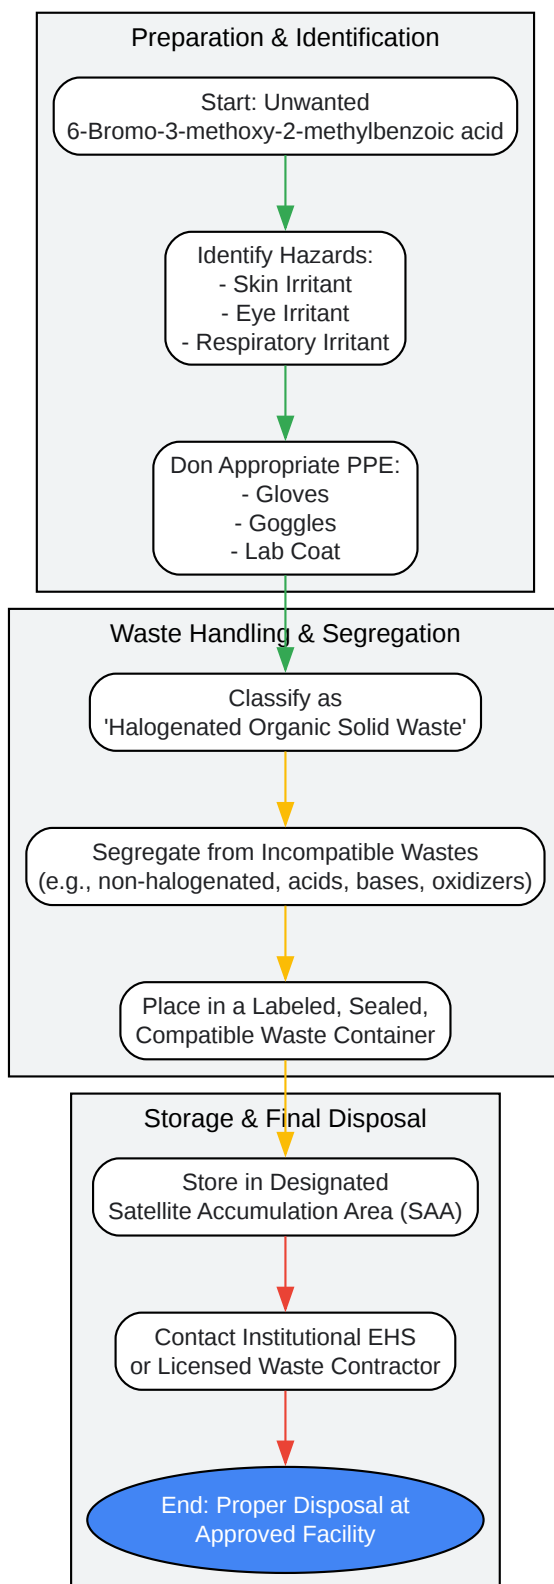 Preparation & Identification
Start: Unwanted
6-Bromo-3-methoxy-2-methylbenzoic acid
Identify Hazards:
- Skin Irritant
- Eye Irritant
- Respiratory Irritant
Don Appropriate PPE:
- Gloves
- Goggles
- Lab Coat
Waste Handling & Segregation
Classify as
'Halogenated Organic Solid Waste'
Segregate from Incompatible Wastes
(e.g., non-halogenated, acids, bases, oxidizers)
Place in a Labeled, Sealed,
Compatible Waste Container
Storage & Final Disposal
Store in Designated
Satellite Accumulation Area (SAA)
Contact Institutional EHS
or Licensed Waste Contractor
End: Proper Disposal at
Approved Facility